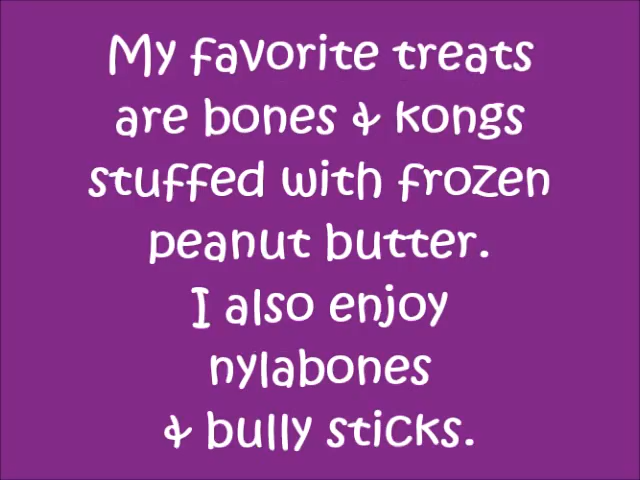 My favorite treats
are bones & kongs
stuffed with frozen
peanut butter.
I also enjoy
nylabones
& bully sticks.